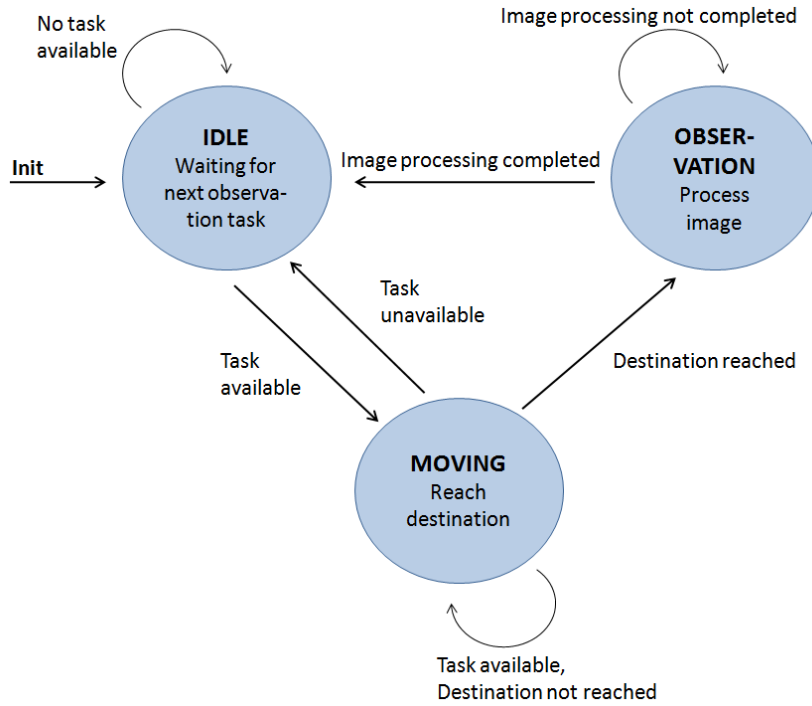 No task
available
Image processing not completed
Init
IDLE
Waiting for
next observa-
tion task
Image processing completed
OBSER-
VATION
Process
image
Task
unavailable
Task
available
Destination reached
MOVING
Reach
destination
Task available,
Destination not reached